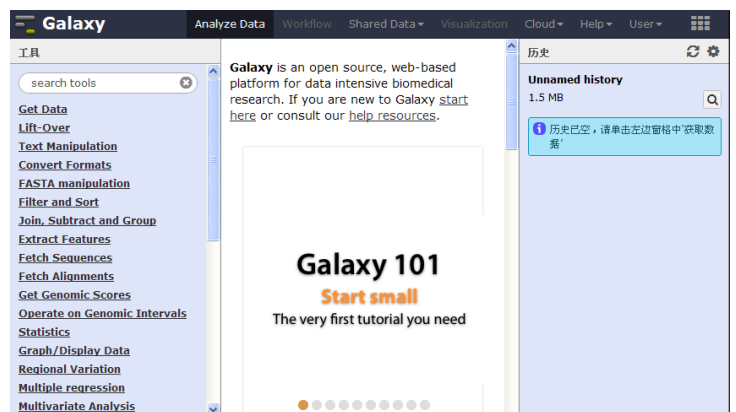 Galaxy
Analyze Data Workflow Shared Data Visualization Cloud Help User
工具
search tools
Get Data
Lift-Over
Text Manipulation
Convert Formats
FASTA manipulation
Filter and Sort
Join, Subtract and Group
Extract Features
Fetch Sequences
Fetch Alignments
Get Genomic Scores
Operate on Genomic Intervals
Statistics
Graph/Display Data
Regional Variation
Multiple regression
Multivariate Analysis
Galaxy is an open source, web-based
platform for data intensive biomedical
research. If you are new to Galaxy start
here or consult our help resources.
Galaxy 101
Start small
The very first tutorial you need
历史
Unnamed history
1.5 MB
历史已空，请单击左边窗格中‘获取数
据’